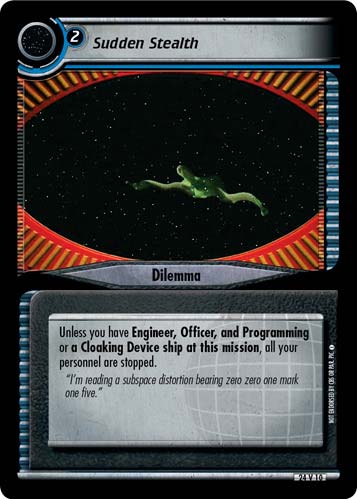 2
Sudden Stealth
Dilemma
Unless you have Engineer, Officer, and Programming
or a Cloaking Device ship at this mission, all your
personnel are stopped.
"I'm reading a subspace distortion bearing zero zero one mark
one five."
NOT ENDORSED BY CBS OR PAR. PIC.
24 V 10